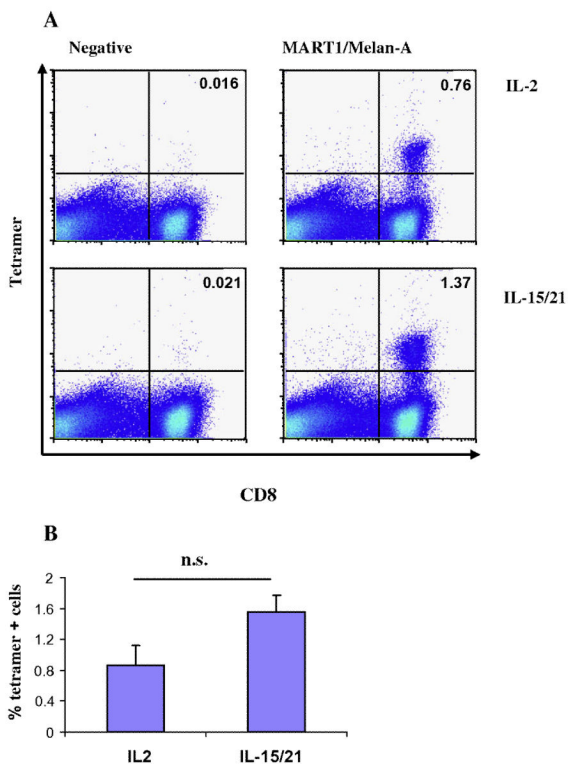 A
Negative
MART1/Melan-A
0.016
0.76
IL-2
Tetramer
0.021
1.37
IL-15/21
CD8
B
n.s.
% tetramer + cells
2
1.6
1.2
0.8
0.4
0
IL2
IL-15/21